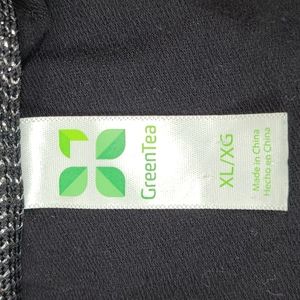 GreenTea
XL/XG
Made in China
Hecho en China